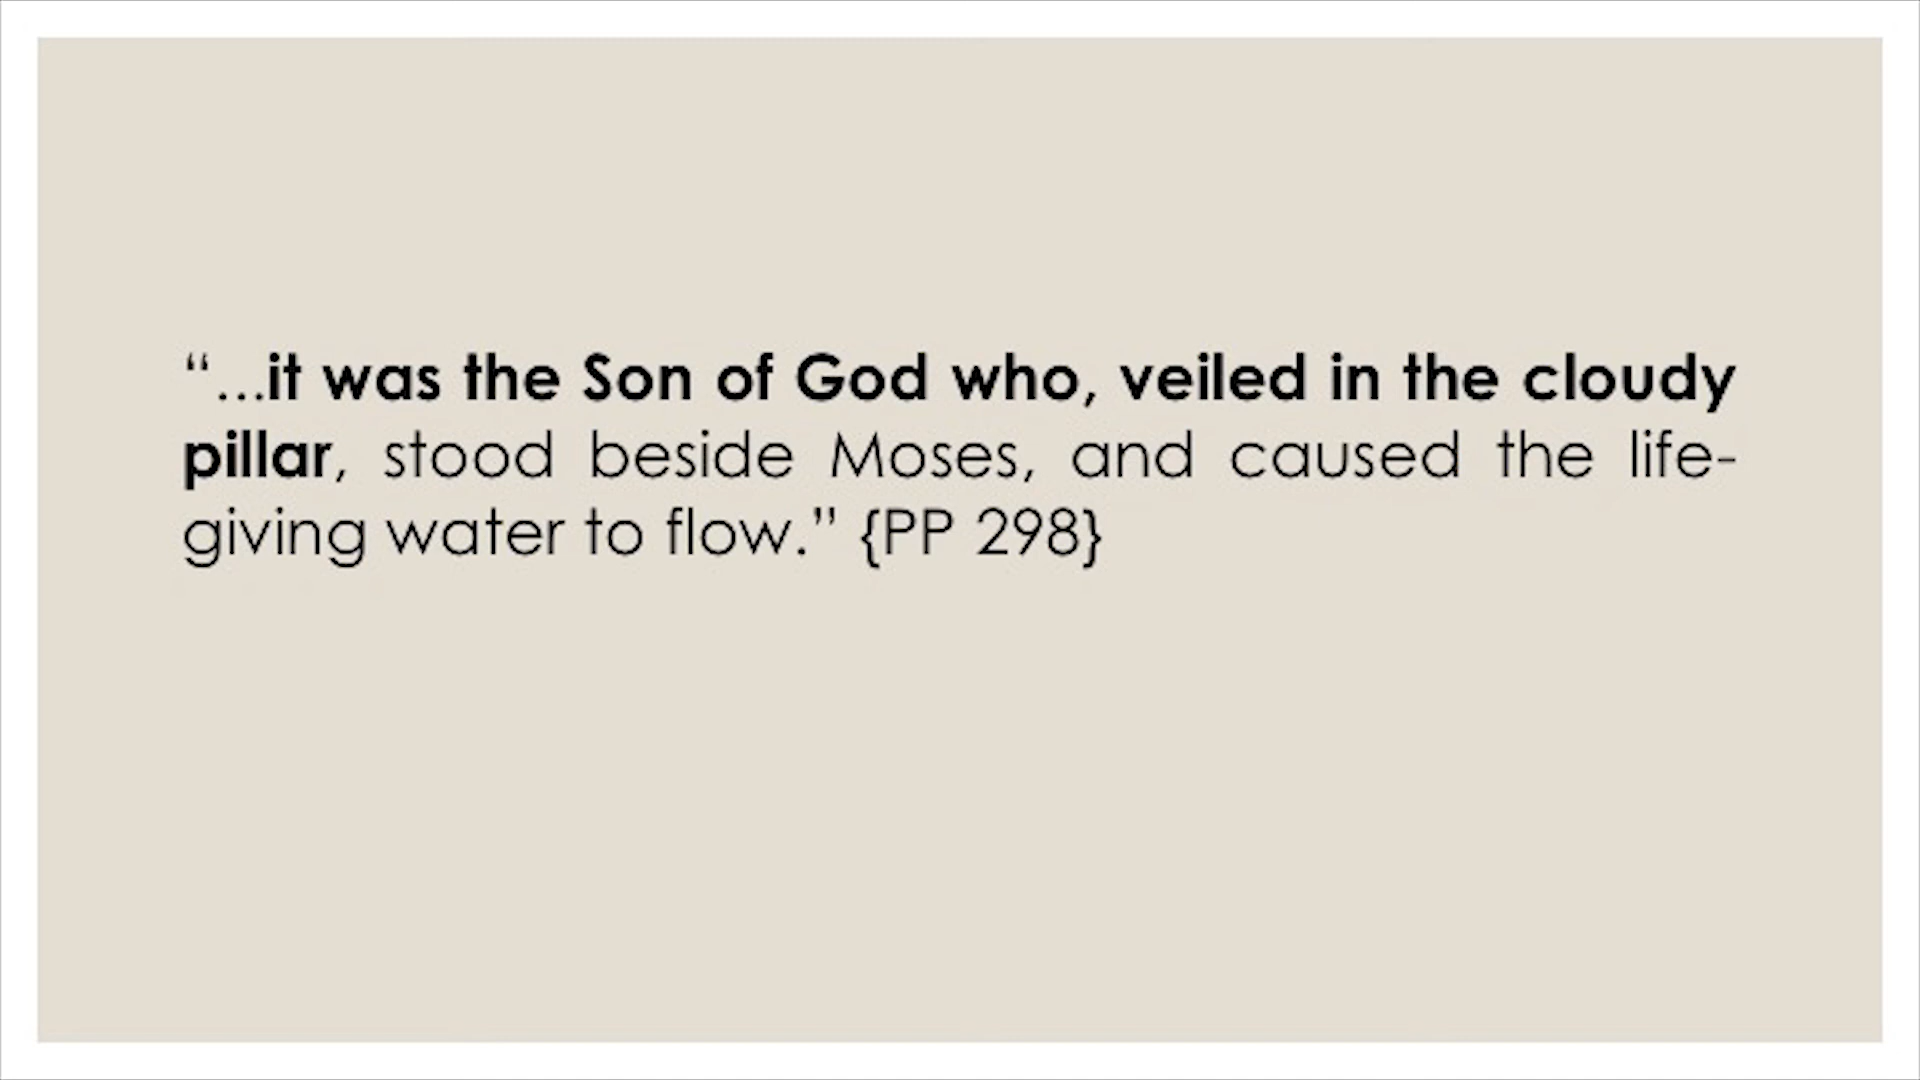 “...it was the Son of God who, veiled in the cloudy
pillar, stood beside Moses, and caused the life-
giving water to flow.” {PP 298}